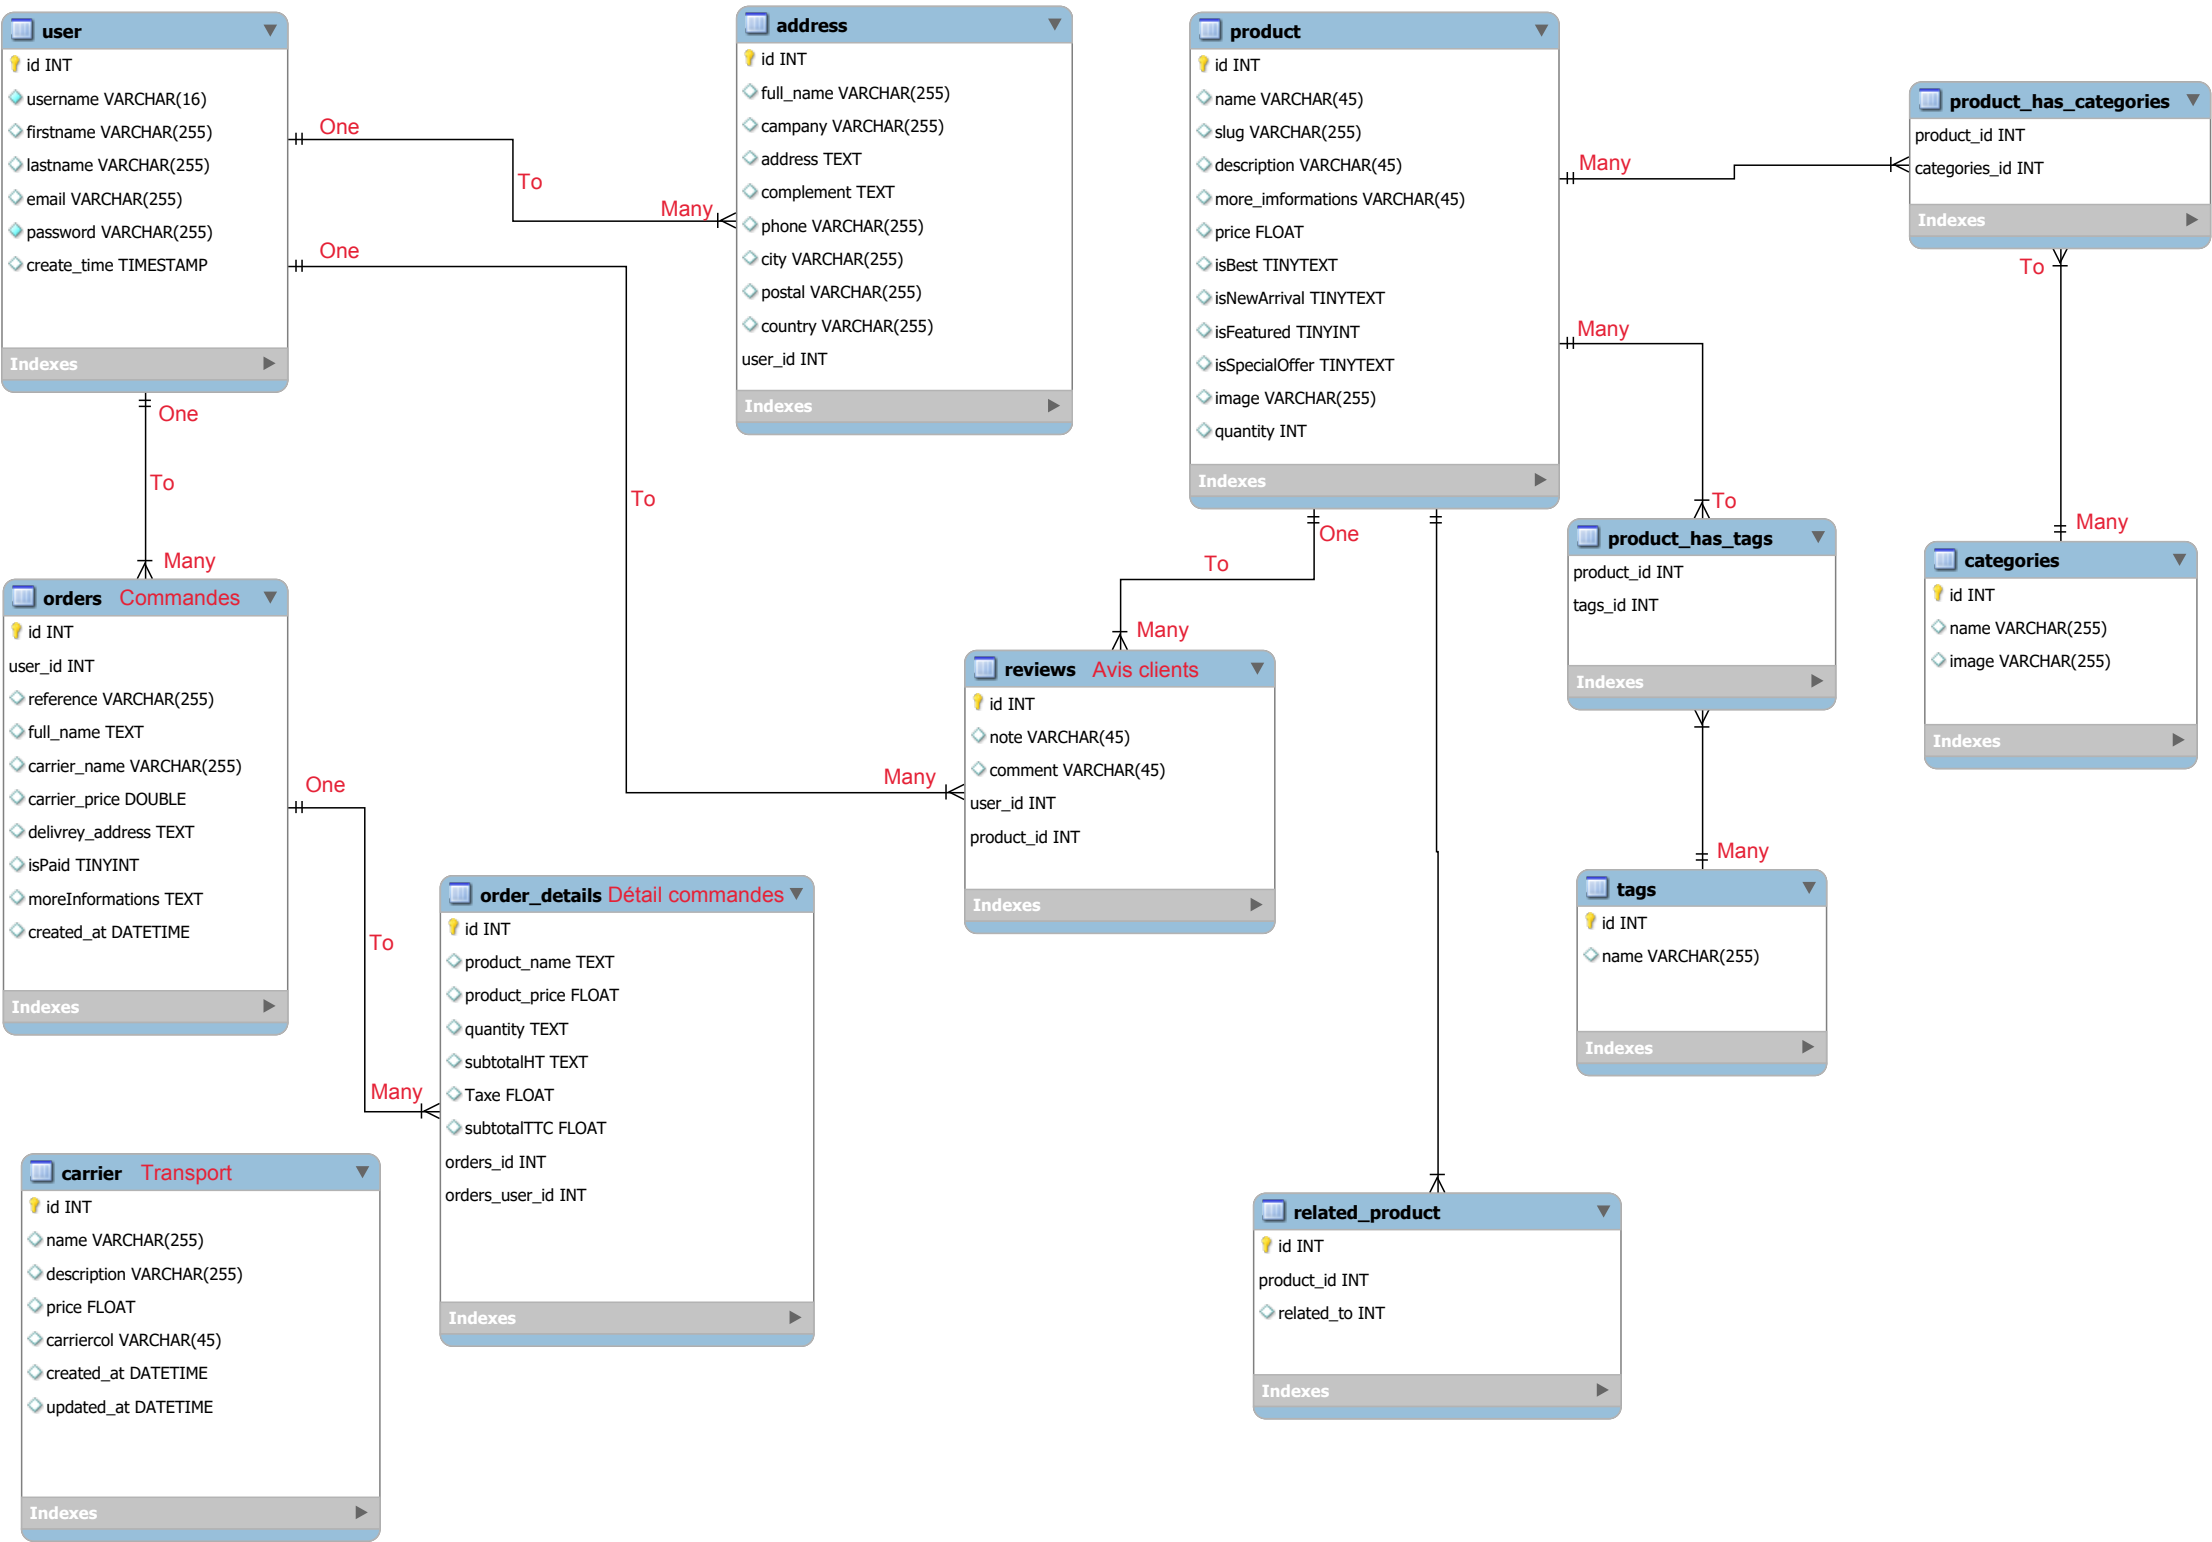 user
id INT
username VARCHAR(16)
firstname VARCHAR(255)
lastname VARCHAR(255)
email VARCHAR(255)
password VARCHAR(255)
create_time TIMESTAMP
Indexes
One
To
Many
One
To
Many
One
To
Many
address
id INT
full_name VARCHAR(255)
campany VARCHAR(255)
address TEXT
complement TEXT
phone VARCHAR(255)
city VARCHAR(255)
postal VARCHAR(255)
country VARCHAR(255)
user_id INT
Indexes
product
id INT
name VARCHAR(45)
slug VARCHAR(255)
description VARCHAR(45)
more_imformations VARCHAR(45)
price FLOAT
isBest TINYTEXT
isNewArrival TINYTEXT
isFeatured TINYINT
isSpecialOffer TINYTEXT
image VARCHAR(255)
quantity INT
Indexes
Many
To
Many
Many
To
Many
One
To
Many
product_has_categories
product_id INT
categories_id INT
Indexes
categories
id INT
name VARCHAR(255)
image VARCHAR(255)
Indexes
product_has_tags
product_id INT
tags_id INT
Indexes
tags
id INT
name VARCHAR(255)
Indexes
orders Commandes
id INT
user_id INT
reference VARCHAR(255)
full_name TEXT
carrier_name VARCHAR(255)
carrier_price DOUBLE
delivrey_address TEXT
isPaid TINYINT
moreInformations TEXT
created_at DATETIME
Indexes
One
To
Many
reviews Avis clients
id INT
note VARCHAR(45)
comment VARCHAR(45)
user_id INT
product_id INT
Indexes
order_details Détail commandes
id INT
product_name TEXT
product_price FLOAT
quantity TEXT
subtotalHT TEXT
Taxe FLOAT
subtotalTTC FLOAT
orders_id INT
orders_user_id INT
Indexes
carrier Transport
id INT
name VARCHAR(255)
description VARCHAR(255)
price FLOAT
carriercol VARCHAR(45)
created_at DATETIME
updated_at DATETIME
Indexes
related_product
id INT
product_id INT
related_to INT
Indexes